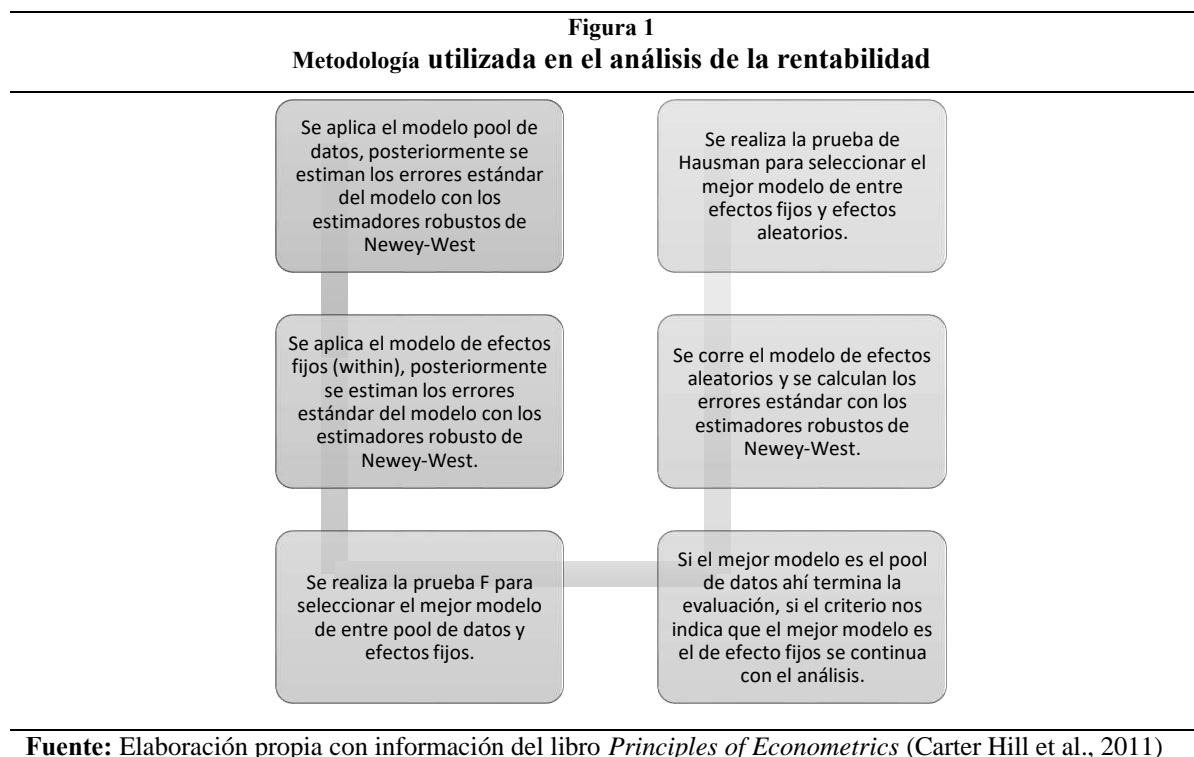 Figura 1
Metodología utilizada en el análisis de la rentabilidad
Se aplica el modelo pool de
datos, posteriormente se
estiman los errores estándar
del modelo con los
estimadores robustos de
Newey-West
Se aplica el modelo de efectos
fijos (within), posteriormente
se estiman los errores
estándar del modelo con los
estimadores robusto de
Newey-West.
Se realiza la prueba F para
seleccionar el mejor modelo
de entre pool de datos y
efectos fijos.
Si el mejor modelo es el pool
de datos ahí termina la
evaluación, si el criterio nos
indica que el mejor modelo es
el de efecto fijos se continua
con el análisis.
Se corre el modelo de efectos
aleatorios y se calculan los
errores estándar con los
estimadores robustos de
Newey-West.
Se realiza la prueba de
Hausman para seleccionar el
mejor modelo de entre
efectos fijos y efectos
aleatorios.
Fuente: Elaboración propia con información del libro Principles of Econometrics (Carter Hill et al., 2011)